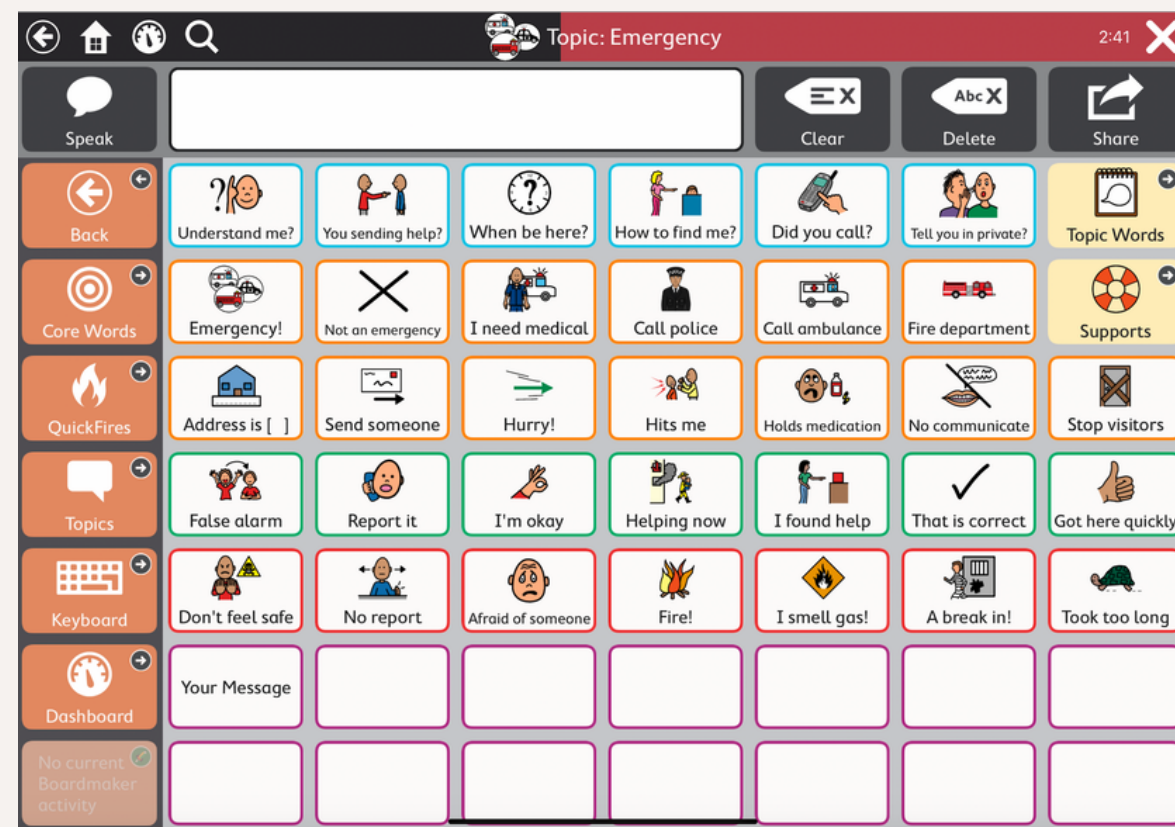 Topic: Emergency
2:41
Speak
Clear
Abc X
Delete
Share
Back
Understand me?
You sending help?
When be here?
How to find me?
Did you call?
Tell you in private?
Topic Words
Core Words
Emergency!
Not an emergency
I need medical
Call police
Call ambulance
Fire department
Supports
QuickFires
Address is [ ]
Send someone
Hurry!
Hits me
Holds medication
No communicate
Stop visitors
Topics
False alarm
Report it
I'm okay
Helping now
I found help
That is correct
Got here quickly
Keyboard
Don't feel safe
No report
Afraid of someone
Fire!
I smell gas!
A break in!
Took too long
Dashboard
Your Message
No current
Boardmaker
activity